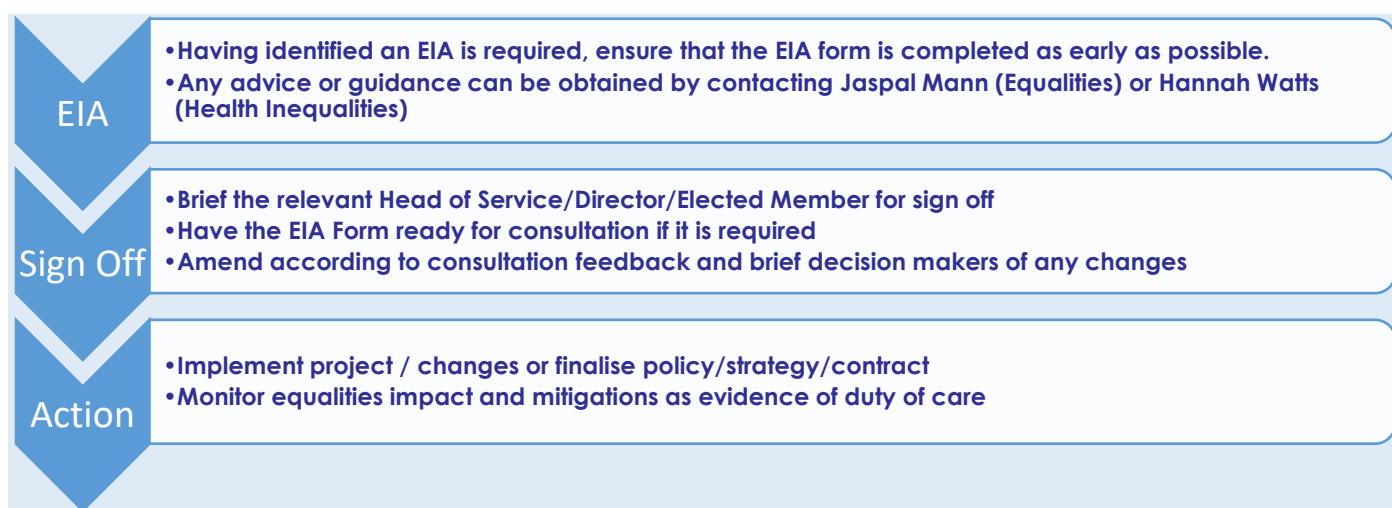 EIA
•Having identified an EIA is required, ensure that the EIA form is completed as early as possible.
•Any advice or guidance can be obtained by contacting Jaspal Mann (Equalities) or Hannah Watts
(Health Inequalities)
Sign Off
•Brief the relevant Head of Service/Director/Elected Member for sign off
•Have the EIA Form ready for consultation if it is required
•Amend according to consultation feedback and brief decision makers of any changes
Action
•Implement project / changes or finalise policy/strategy/contract
•Monitor equalities impact and mitigations as evidence of duty of care